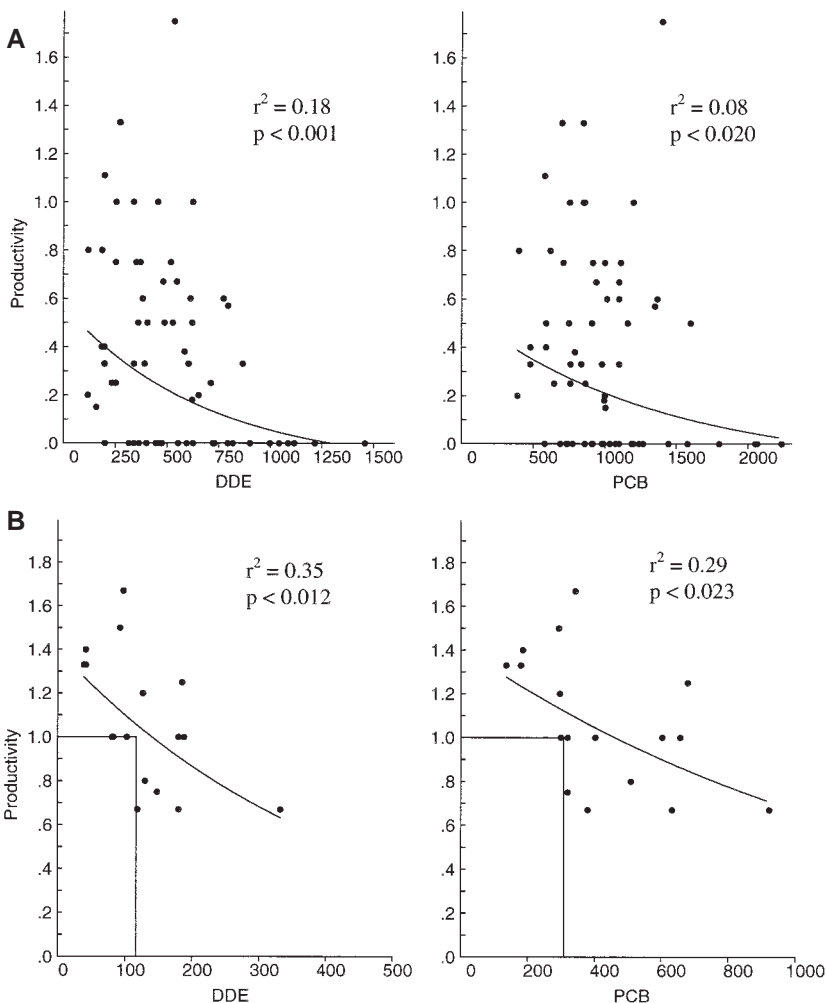 A
Productivity
1.6
1.4
1.2
1.0
.8
.6
.4
.2
.0
r² = 0.18
p < 0.001
0 250 500 750 1000 1250 1500
DDE
1.6
1.4
1.2
1.0
.8
.6
.4
.2
.0
r² = 0.08
p < 0.020
0 500 1000 1500 2000
PCB
B
Productivity
1.8
1.6
1.4
1.2
1.0
.8
.6
.4
.2
.0
r² = 0.35
p < 0.012
0 100 200 300 400 500
DDE
1.8
1.6
1.4
1.2
1.0
.8
.6
.4
.2
.0
r² = 0.29
p < 0.023
0 200 400 600 800 1000
PCB